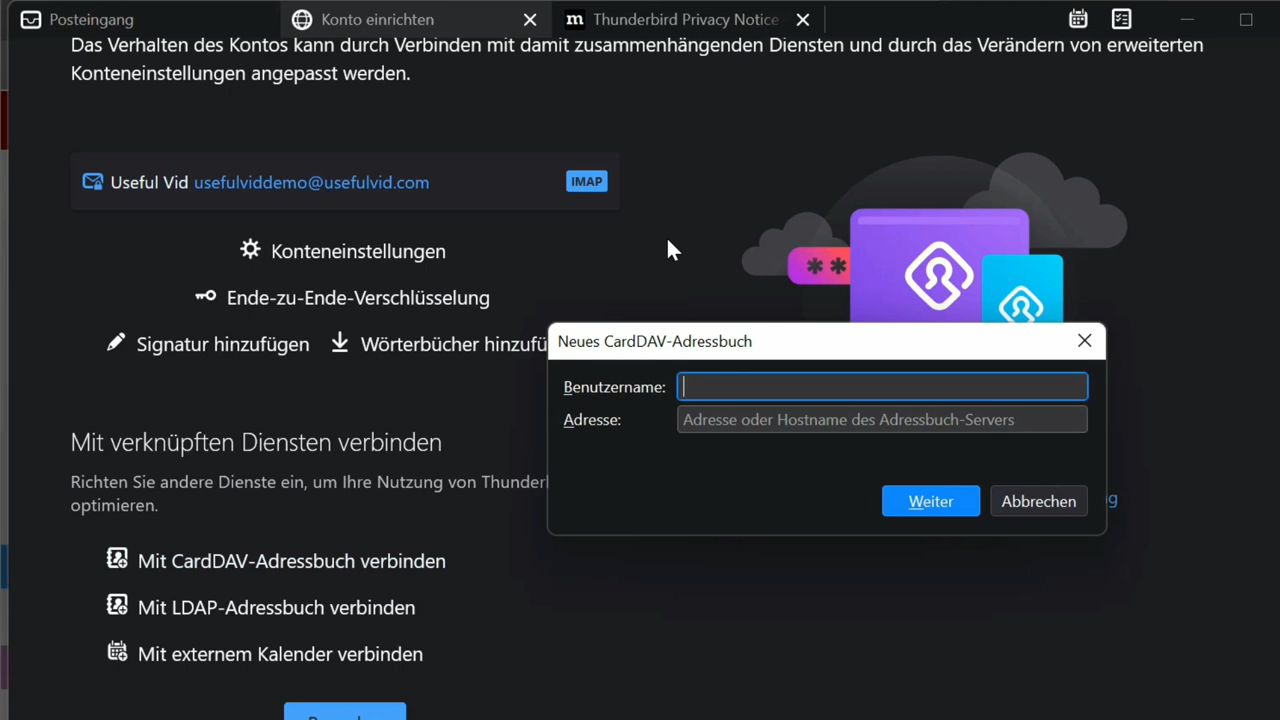 Posteingang
Konto einrichten
Thunderbird Privacy Notice
Das Verhalten des Kontos kann durch Verbinden mit damit zusammenhängenden Diensten und durch das Verändern von erweiterten
Konteneinstellungen angepasst werden.
Useful Vid usefulviddemo@usefulvid.com
IMAP
Konteneinstellungen
Ende-zu-Ende-Verschlüsselung
Signatur hinzufügen
Wörterbücher hinzufü
Neues CardDAV-Adressbuch
Benutzername:
Adresse:
Adresse oder Hostname des Adressbuch-Servers
Weiter
Abbrechen
Mit verknüpften Diensten verbinden
Richten Sie andere Dienste ein, um Ihre Nutzung von Thunder
optimieren.
Mit CardDAV-Adressbuch verbinden
Mit LDAP-Adressbuch verbinden
Mit externem Kalender verbinden